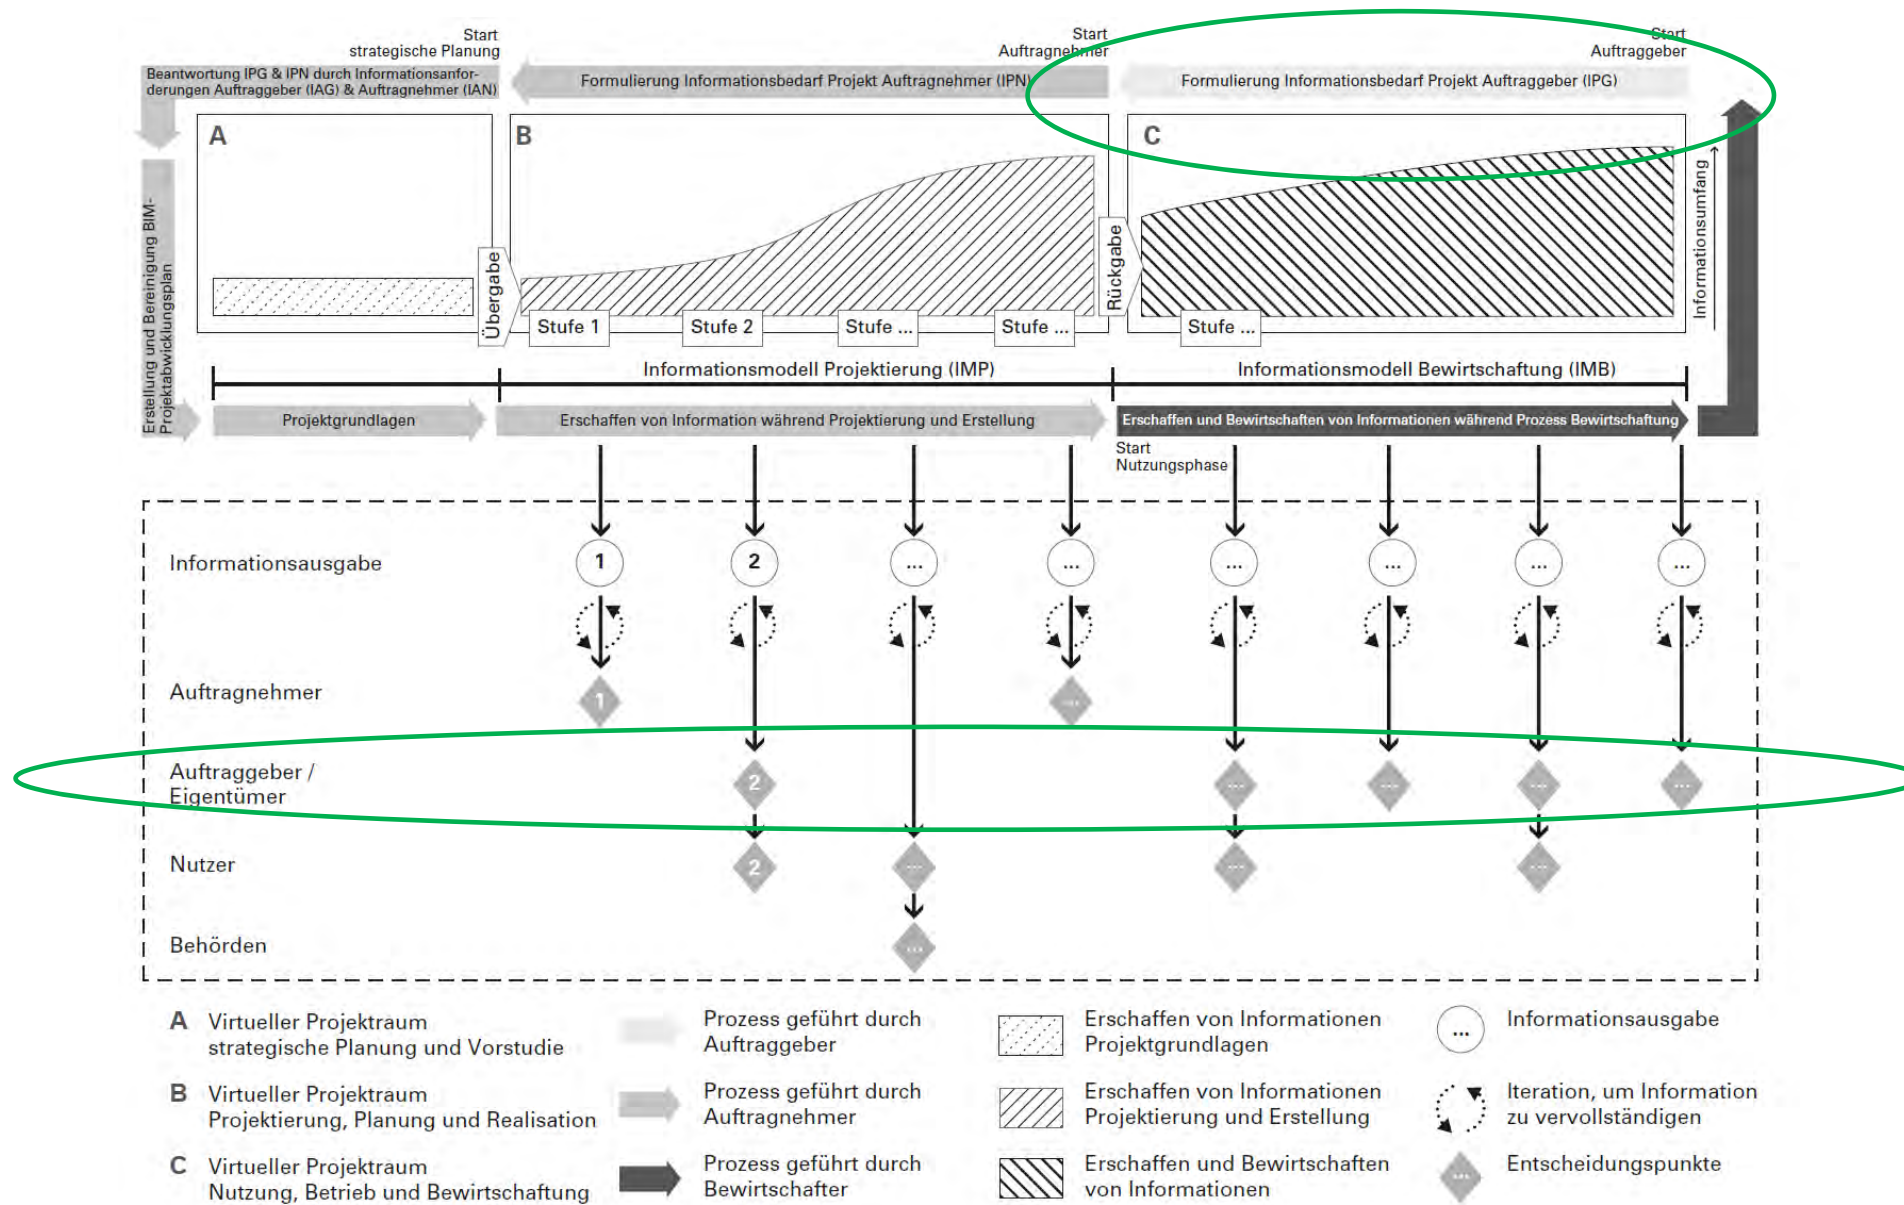 Start
strategische Planung
Start
Auftragnehmer
Start
Auftraggeber
Beantwortung IPG & IPN durch Informationsanfor-
derungen Auftraggeber (IAG) & Auftragnehmer (IAN)
Formulierung Informationsbedarf Projekt Auftragnehmer (IPN)
Formulierung Informationsbedarf Projekt Auftraggeber (IPG)
A
B
C
Erstellung und Bereinigung BIM-
Projektabwicklungsplan
Übergabe
Rückgabe
Informationsumfang
Stufe 1
Stufe 2
Stufe ...
Stufe ...
Stufe ...
Informationsmodell Projektierung (IMP)
Informationsmodell Bewirtschaftung (IMB)
Projektgrundlagen
Erschaffen von Information während Projektierung und Erstellung
Erschaffen und Bewirtschaften von Informationen während Prozess Bewirtschaftung
Start
Nutzungsphase
Informationsausgabe
1
2
...
...
...
...
...
...
Auftragnehmer
1
...
Auftraggeber /
Eigentümer
2
...
...
...
...
Nutzer
2
...
...
...
Behörden
...
A Virtueller Projektraum
strategische Planung und Vorstudie
B Virtueller Projektraum
Projektierung, Planung und Realisation
C Virtueller Projektraum
Nutzung, Betrieb und Bewirtschaftung
Prozess geführt durch
Auftraggeber
Prozess geführt durch
Auftragnehmer
Prozess geführt durch
Bewirtschafter
Erschaffen von Informationen
Projektgrundlagen
Erschaffen von Informationen
Projektierung und Erstellung
Erschaffen und Bewirtschaften
von Informationen
... Informationsausgabe
Iteration, um Information
zu vervollständigen
... Entscheidungspunkte